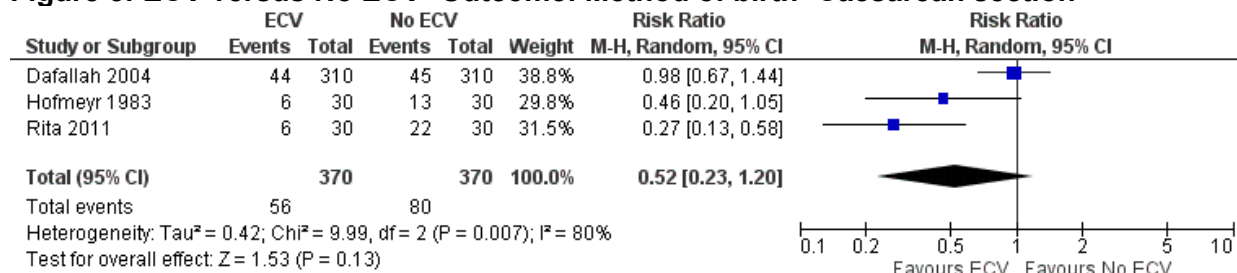 ECV No ECV Risk Ratio Risk Ratio
Study or Subgroup Events Total Events Total Weight M-H, Random, 95% CI M-H, Random, 95% CI
Dafallah 2004 44 310 45 310 38.8% 0.98 [0.67, 1.44]
Hofmeyr 1983 6 30 13 30 29.8% 0.46 [0.20, 1.05]
Rita 2011 6 30 22 30 31.5% 0.27 [0.13, 0.58]
Total (95% CI) 370 370 100.0% 0.52 [0.23, 1.20]
Total events 56 80
Heterogeneity: Tau² = 0.42; Chi² = 9.99, df = 2 (P = 0.007); I² = 80%
Test for overall effect: Z = 1.53 (P = 0.13)
0.1 0.2 0.5 1 2 5 10
Favours ECV Favours No ECV